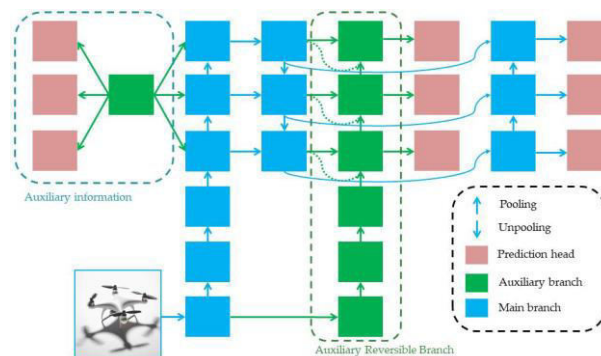 Auxiliary information
Auxiliary Reversible Branch
Pooling
Unpooling
Prediction head
Auxiliary branch
Main branch